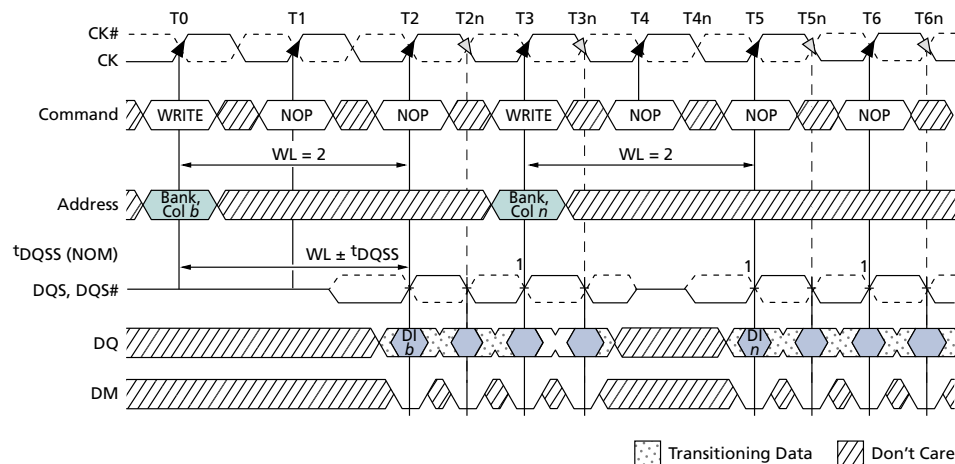 T0 T1 T2 T2n T3 T3n T4 T4n T5 T5n T6 T6n
CK#
CK
Command WRITE NOP NOP WRITE NOP NOP NOP
WL = 2 WL = 2
Address Bank, Col b Bank, Col n
tDQSS (NOM) WL ± tDQSS 1 1 1
DQS, DQS#
DQ DI b DI n
DM
Transitioning Data Don't Care